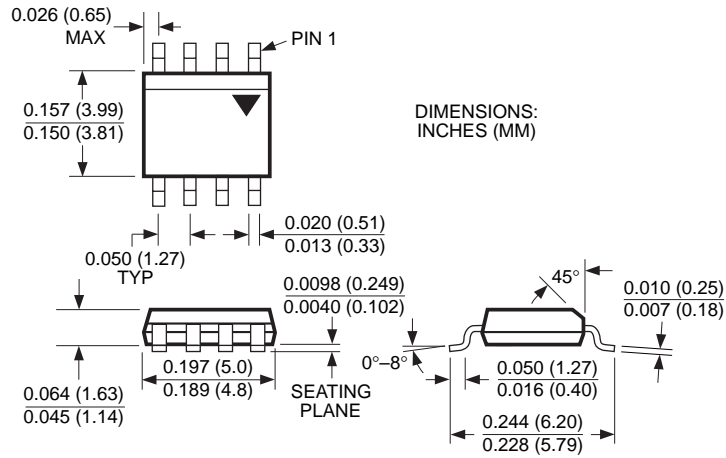 0.026 (0.65)
MAX
PIN 1
0.157 (3.99)
0.150 (3.81)
DIMENSIONS:
INCHES (MM)
0.020 (0.51)
0.013 (0.33)
0.050 (1.27)
TYP
0.0098 (0.249)
0.0040 (0.102)
45°
0.010 (0.25)
0.007 (0.18)
0°–8°
0.197 (5.0)
0.189 (4.8)
SEATING
PLANE
0.050 (1.27)
0.016 (0.40)
0.064 (1.63)
0.045 (1.14)
0.244 (6.20)
0.228 (5.79)